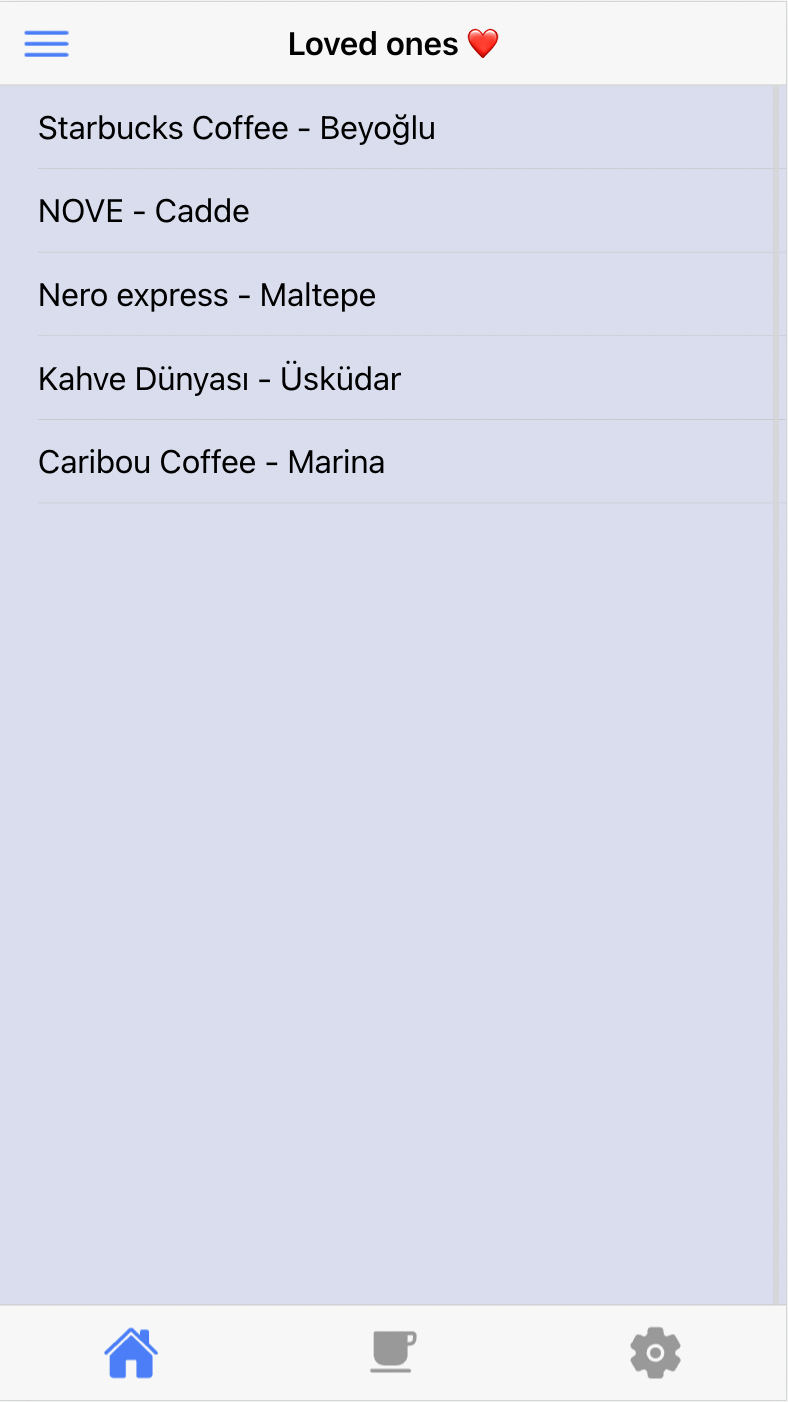 Loved ones ❤️
Starbucks Coffee - Beyoğlu
NOVE - Cadde
Nero express - Maltepe
Kahve Dünyası - Üsküdar
Caribou Coffee - Marina